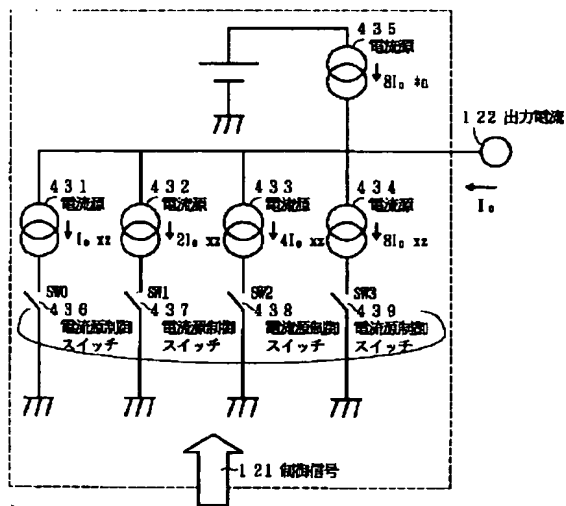 435
電流源
8I₀ *α
122 出力電流
I₀
431
電流源
I₀ xz
432
電流源
2I₀ xz
433
電流源
4I₀ xz
434
電流源
8I₀ xz
SW0
436
電流源制御
スイッチ
SW1
437
電流源制御
スイッチ
SW2
438
電流源制御
スイッチ
SW3
439
電流源制御
スイッチ
121 制御信号